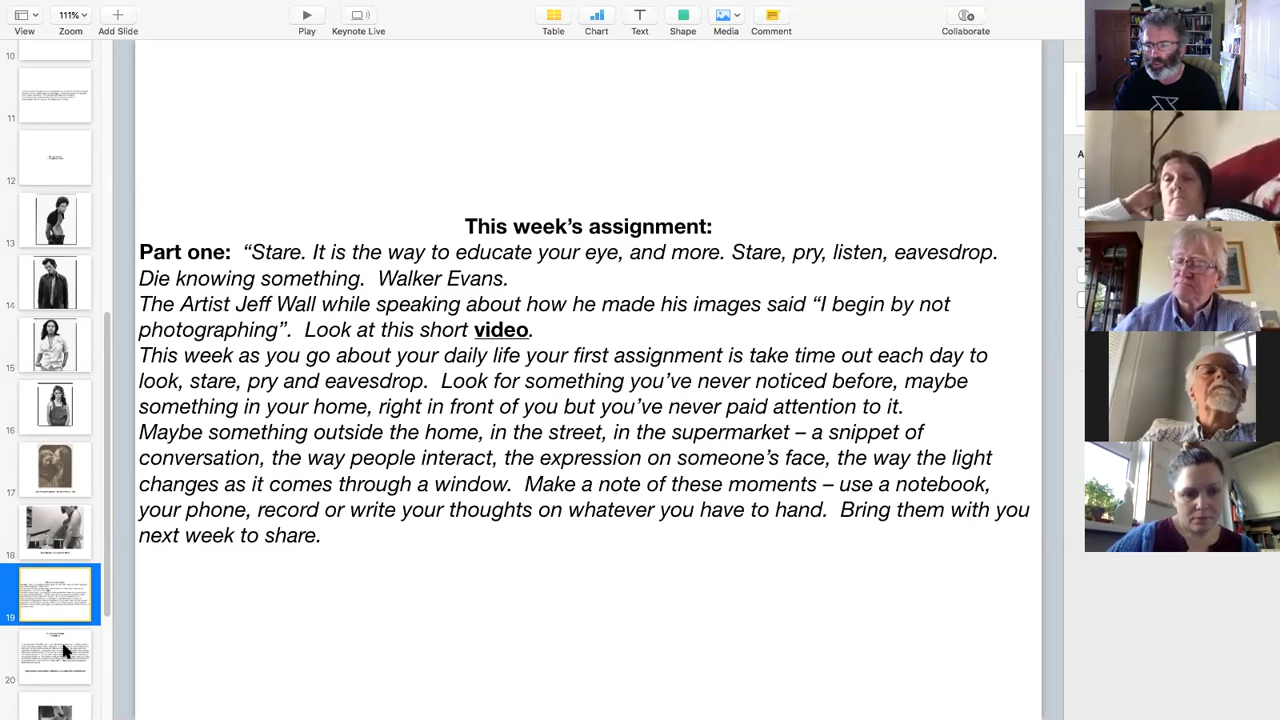 111%
View
Zoom
Add Slide
Play
Keynote Live
Table
Chart
Text
Shape
Media
Comment
Collaborate
10
11
12
13
14
15
16
17
18
19
20
This week’s assignment:
Part one:  “Stare. It is the way to educate your eye, and more. Stare, pry, listen, eavesdrop.
Die knowing something.  Walker Evans.
The Artist Jeff Wall while speaking about how he made his images said “I begin by not
photographing”.  Look at this short video.
This week as you go about your daily life your first assignment is take time out each day to
look, stare, pry and eavesdrop.  Look for something you’ve never noticed before, maybe
something in your home, right in front of you but you’ve never paid attention to it.
Maybe something outside the home, in the street, in the supermarket – a snippet of
conversation, the way people interact, the expression on someone’s face, the way the light
changes as it comes through a window.  Make a note of these moments – use a notebook,
your phone, record or write your thoughts on whatever you have to hand.  Bring them with you
next week to share.